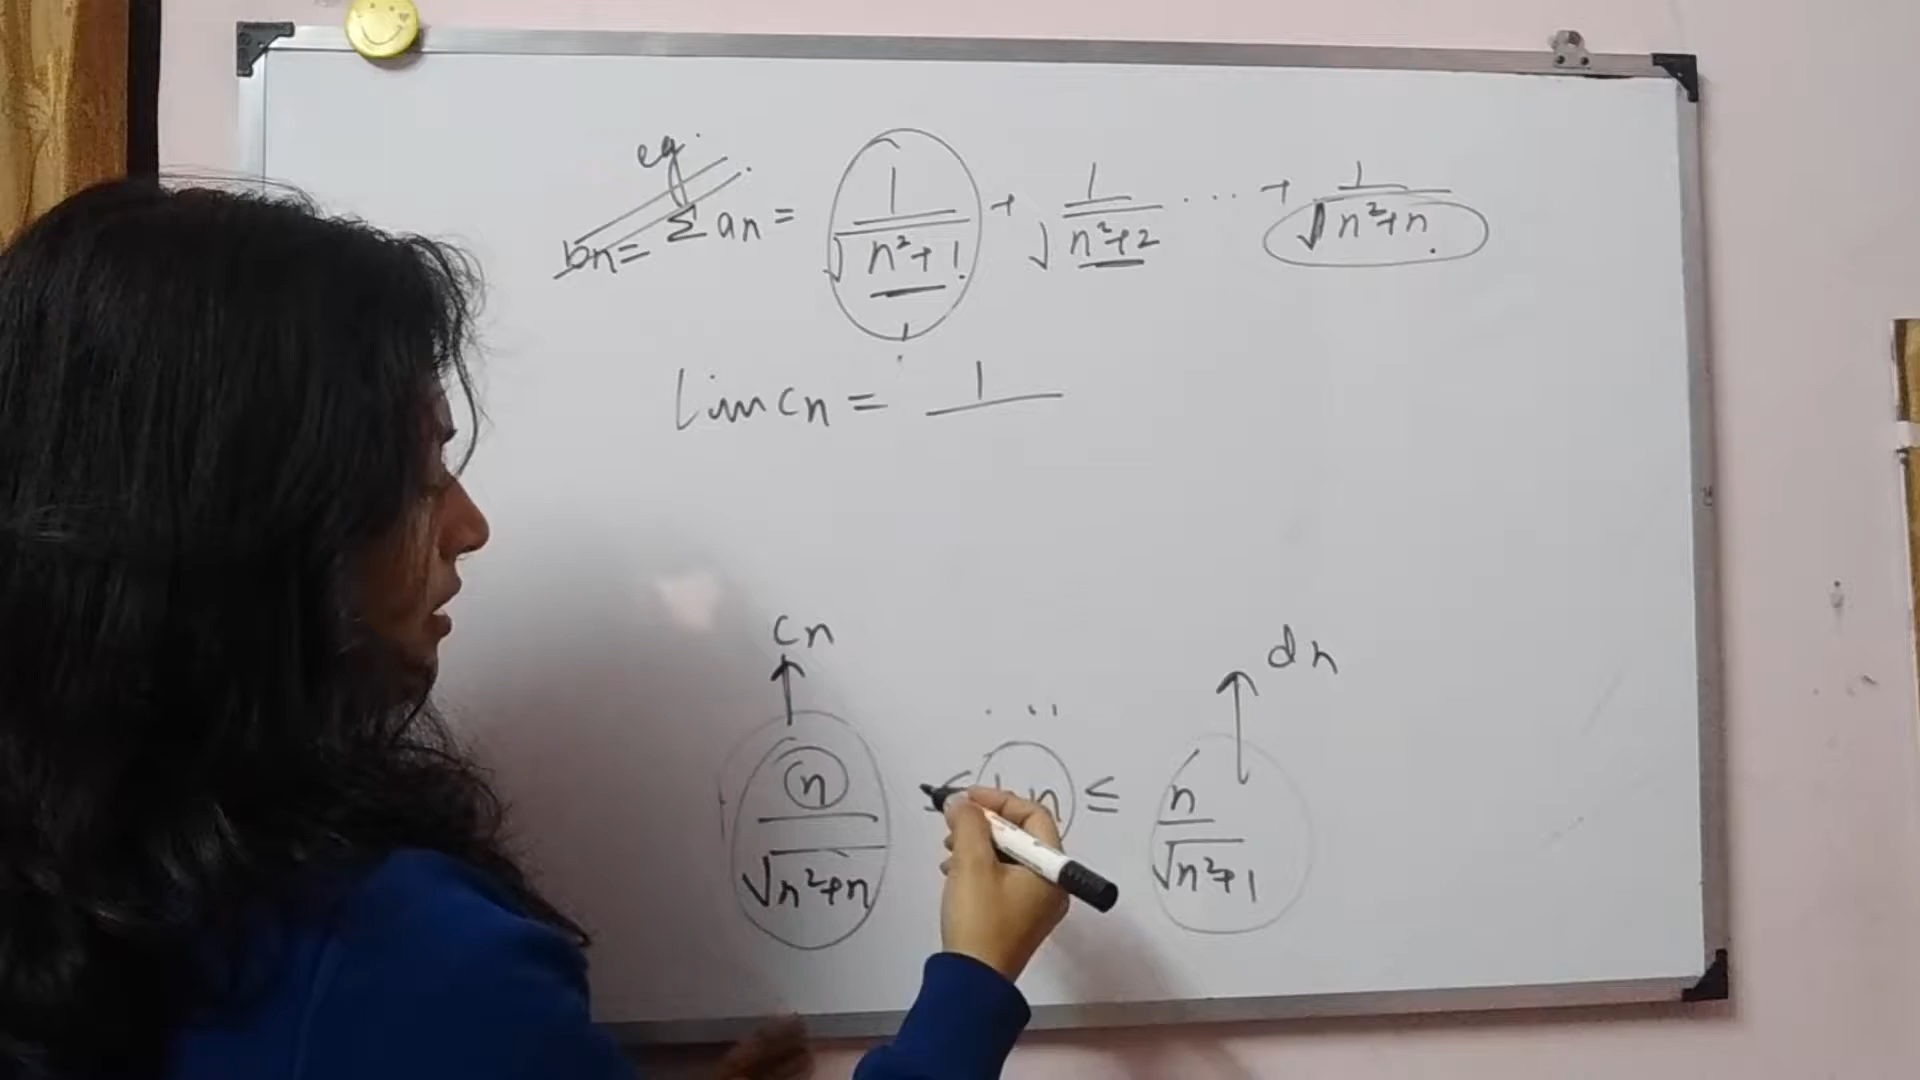 eg.
bn = Σ an = 1/√(n²+1) + 1/√(n²+2) ... + 1/√(n²+n)
Lim cn = 1
cn dn
n/√(n²+n) ≤ n ≤ n/√(n²+1)